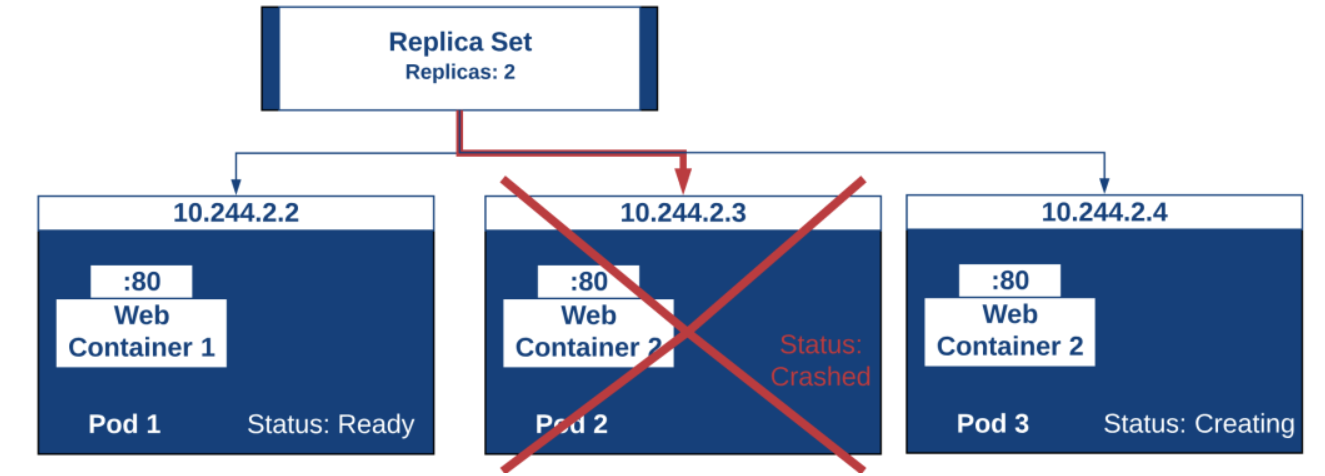 Replica Set
Replicas: 2
10.244.2.2
:80
Web
Container 1
Pod 1
Status: Ready
10.244.2.3
:80
Web
Container 2
Status:
Crashed
Pod 2
10.244.2.4
:80
Web
Container 2
Pod 3
Status: Creating